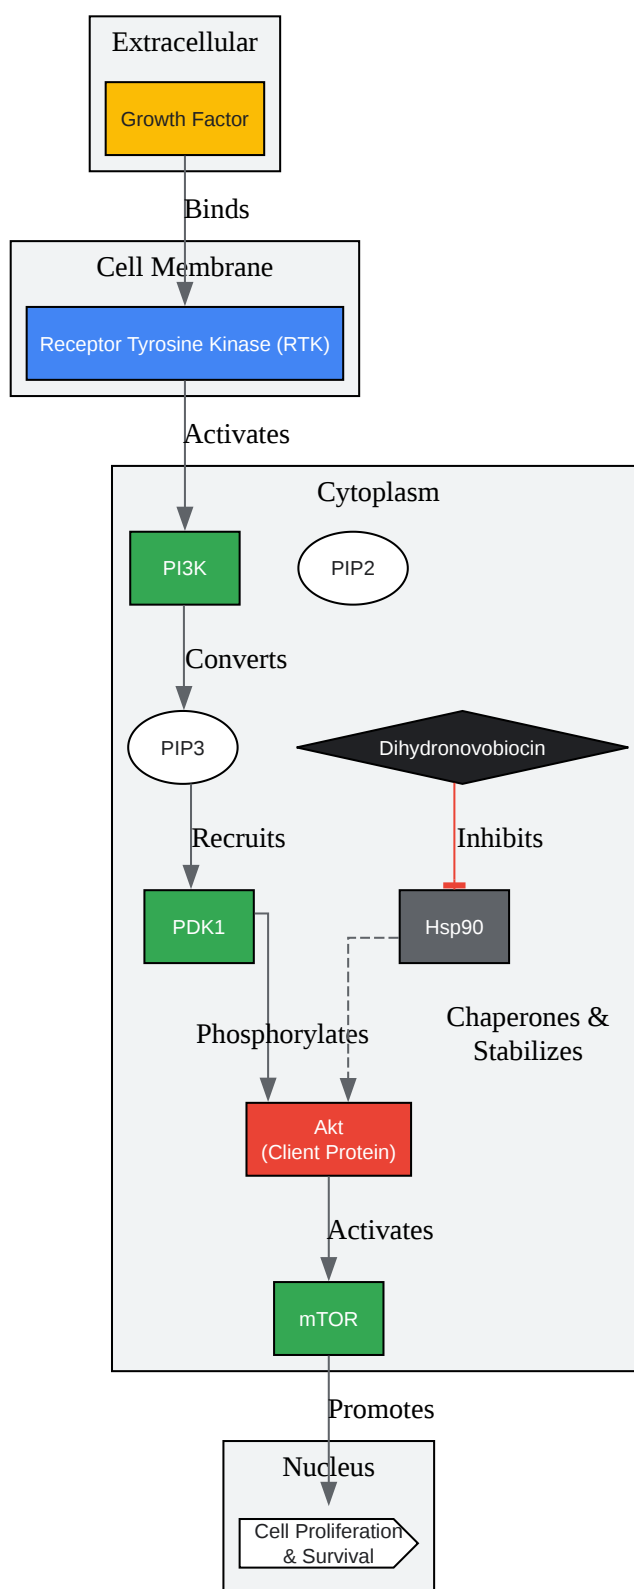 Extracellular
Growth Factor
Binds
Cell Membrane
Receptor Tyrosine Kinase (RTK)
Activates
Cytoplasm
PI3K
PIP2
Converts
PIP3
Dihydronovobiocin
Recruits
Inhibits
PDK1
Hsp90
Phosphorylates
Chaperones &
Stabilizes
Akt
(Client Protein)
Activates
mTOR
Promotes
Nucleus
Cell Proliferation
& Survival